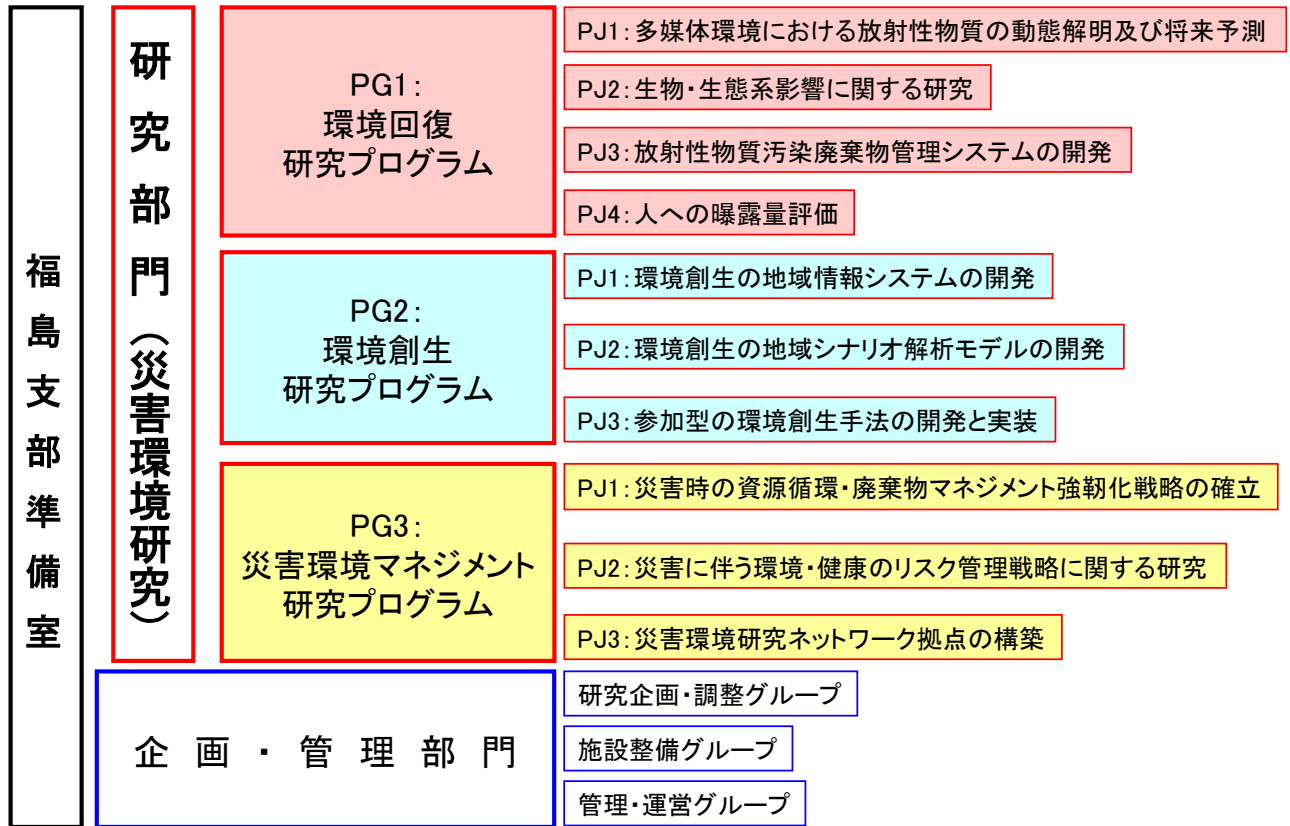 福島支部準備室
研究部門（災害環境研究）
PG1：
環境回復
研究プログラム
PJ1：多媒体環境における放射性物質の動態解明及び将来予測
PJ2：生物・生態系影響に関する研究
PJ3：放射性物質汚染廃棄物管理システムの開発
PJ4：人への曝露量評価
PG2：
環境創生
研究プログラム
PJ1：環境創生の地域情報システムの開発
PJ2：環境創生の地域シナリオ解析モデルの開発
PJ3：参加型の環境創生手法の開発と実装
PG3：
災害環境マネジメント
研究プログラム
PJ1：災害時の資源循環・廃棄物マネジメント強靭化戦略の確立
PJ2：災害に伴う環境・健康のリスク管理戦略に関する研究
PJ3：災害環境研究ネットワーク拠点の構築
企画・管理部門
研究企画・調整グループ
施設整備グループ
管理・運営グループ